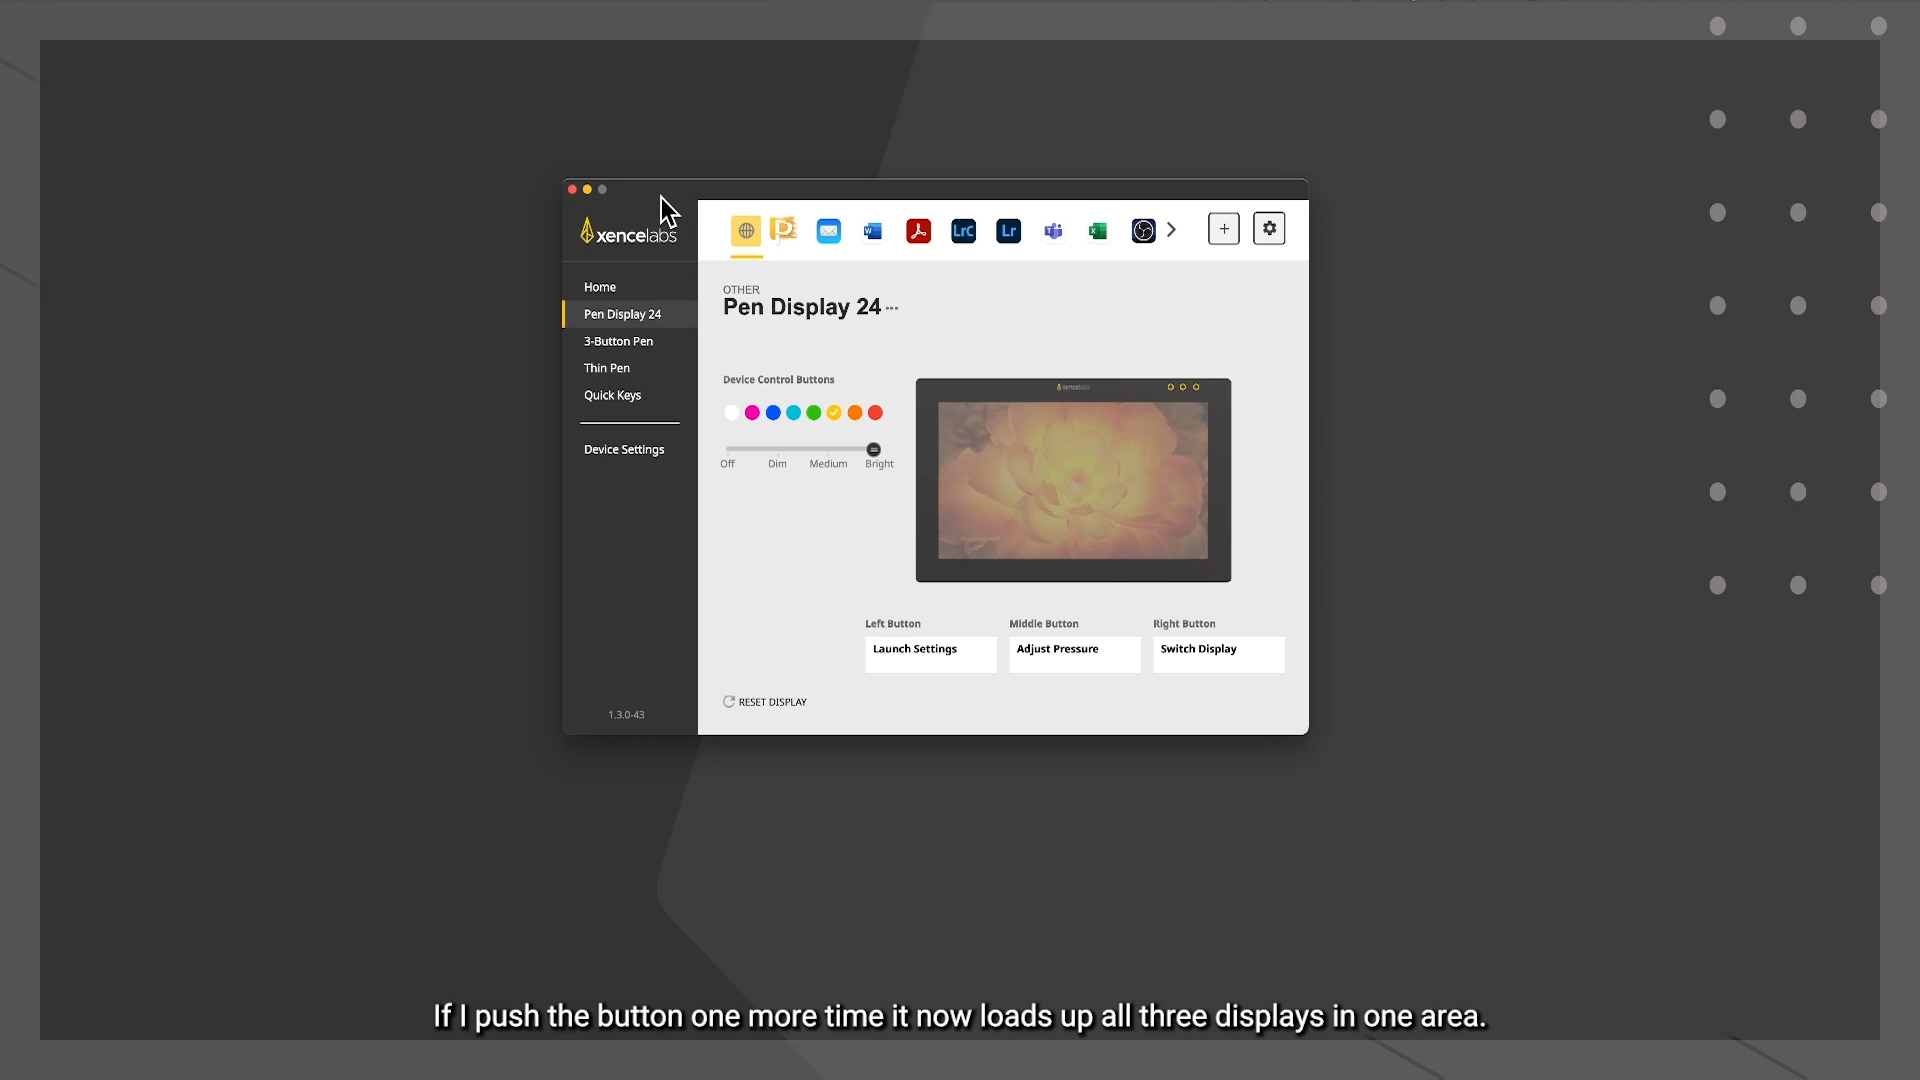 xencelabs
W
LrC
Lr
T
X
+
Home
Pen Display 24
3-Button Pen
Thin Pen
Quick Keys
Device Settings
1.3.0-43
OTHER
Pen Display 24 ...
Device Control Buttons
Off Dim Medium Bright
xencelabs
Left Button Middle Button Right Button
Launch Settings Adjust Pressure Switch Display
RESET DISPLAY
If I push the button one more time it now loads up all three displays in one area.